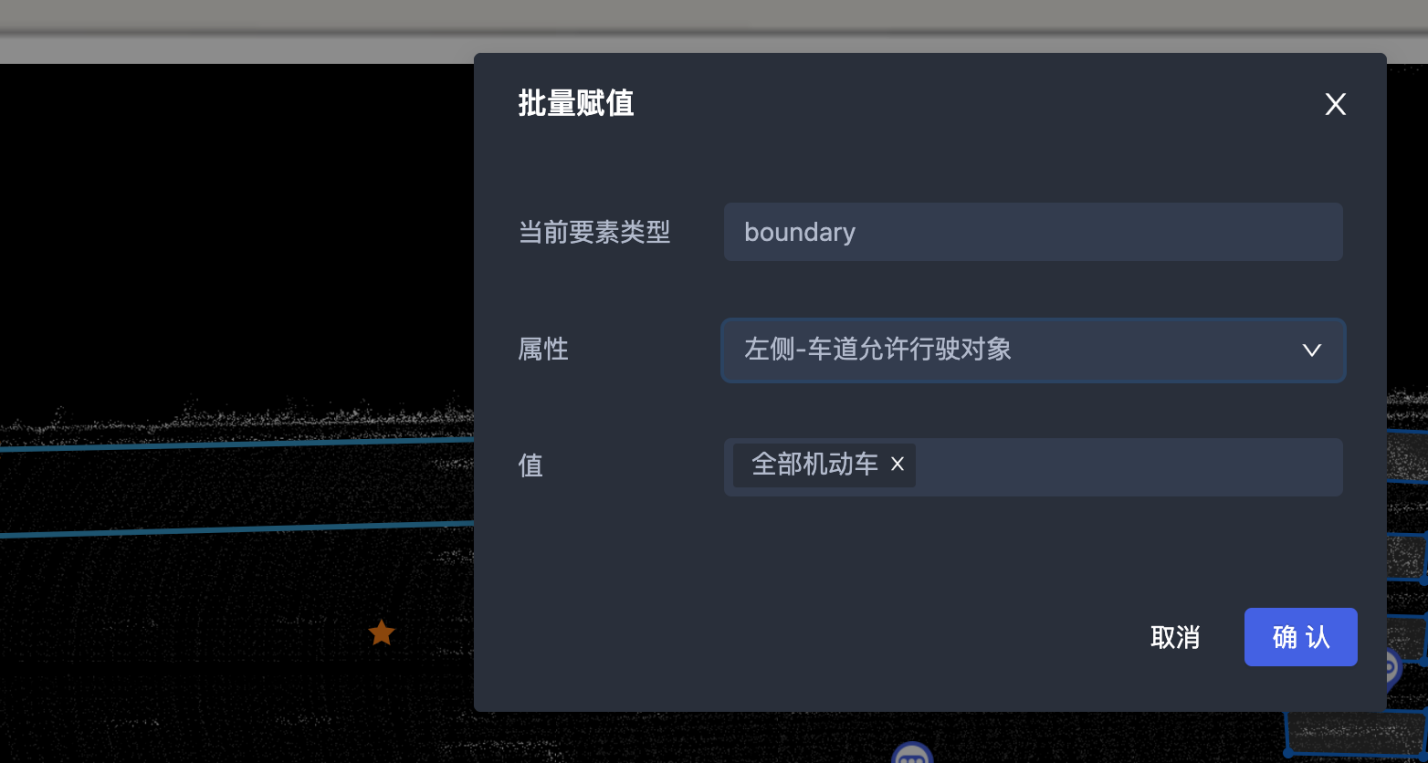 批量赋值
当前要素类型 boundary
属性 左侧-车道允许行驶对象
值 全部机动车
取消 确认